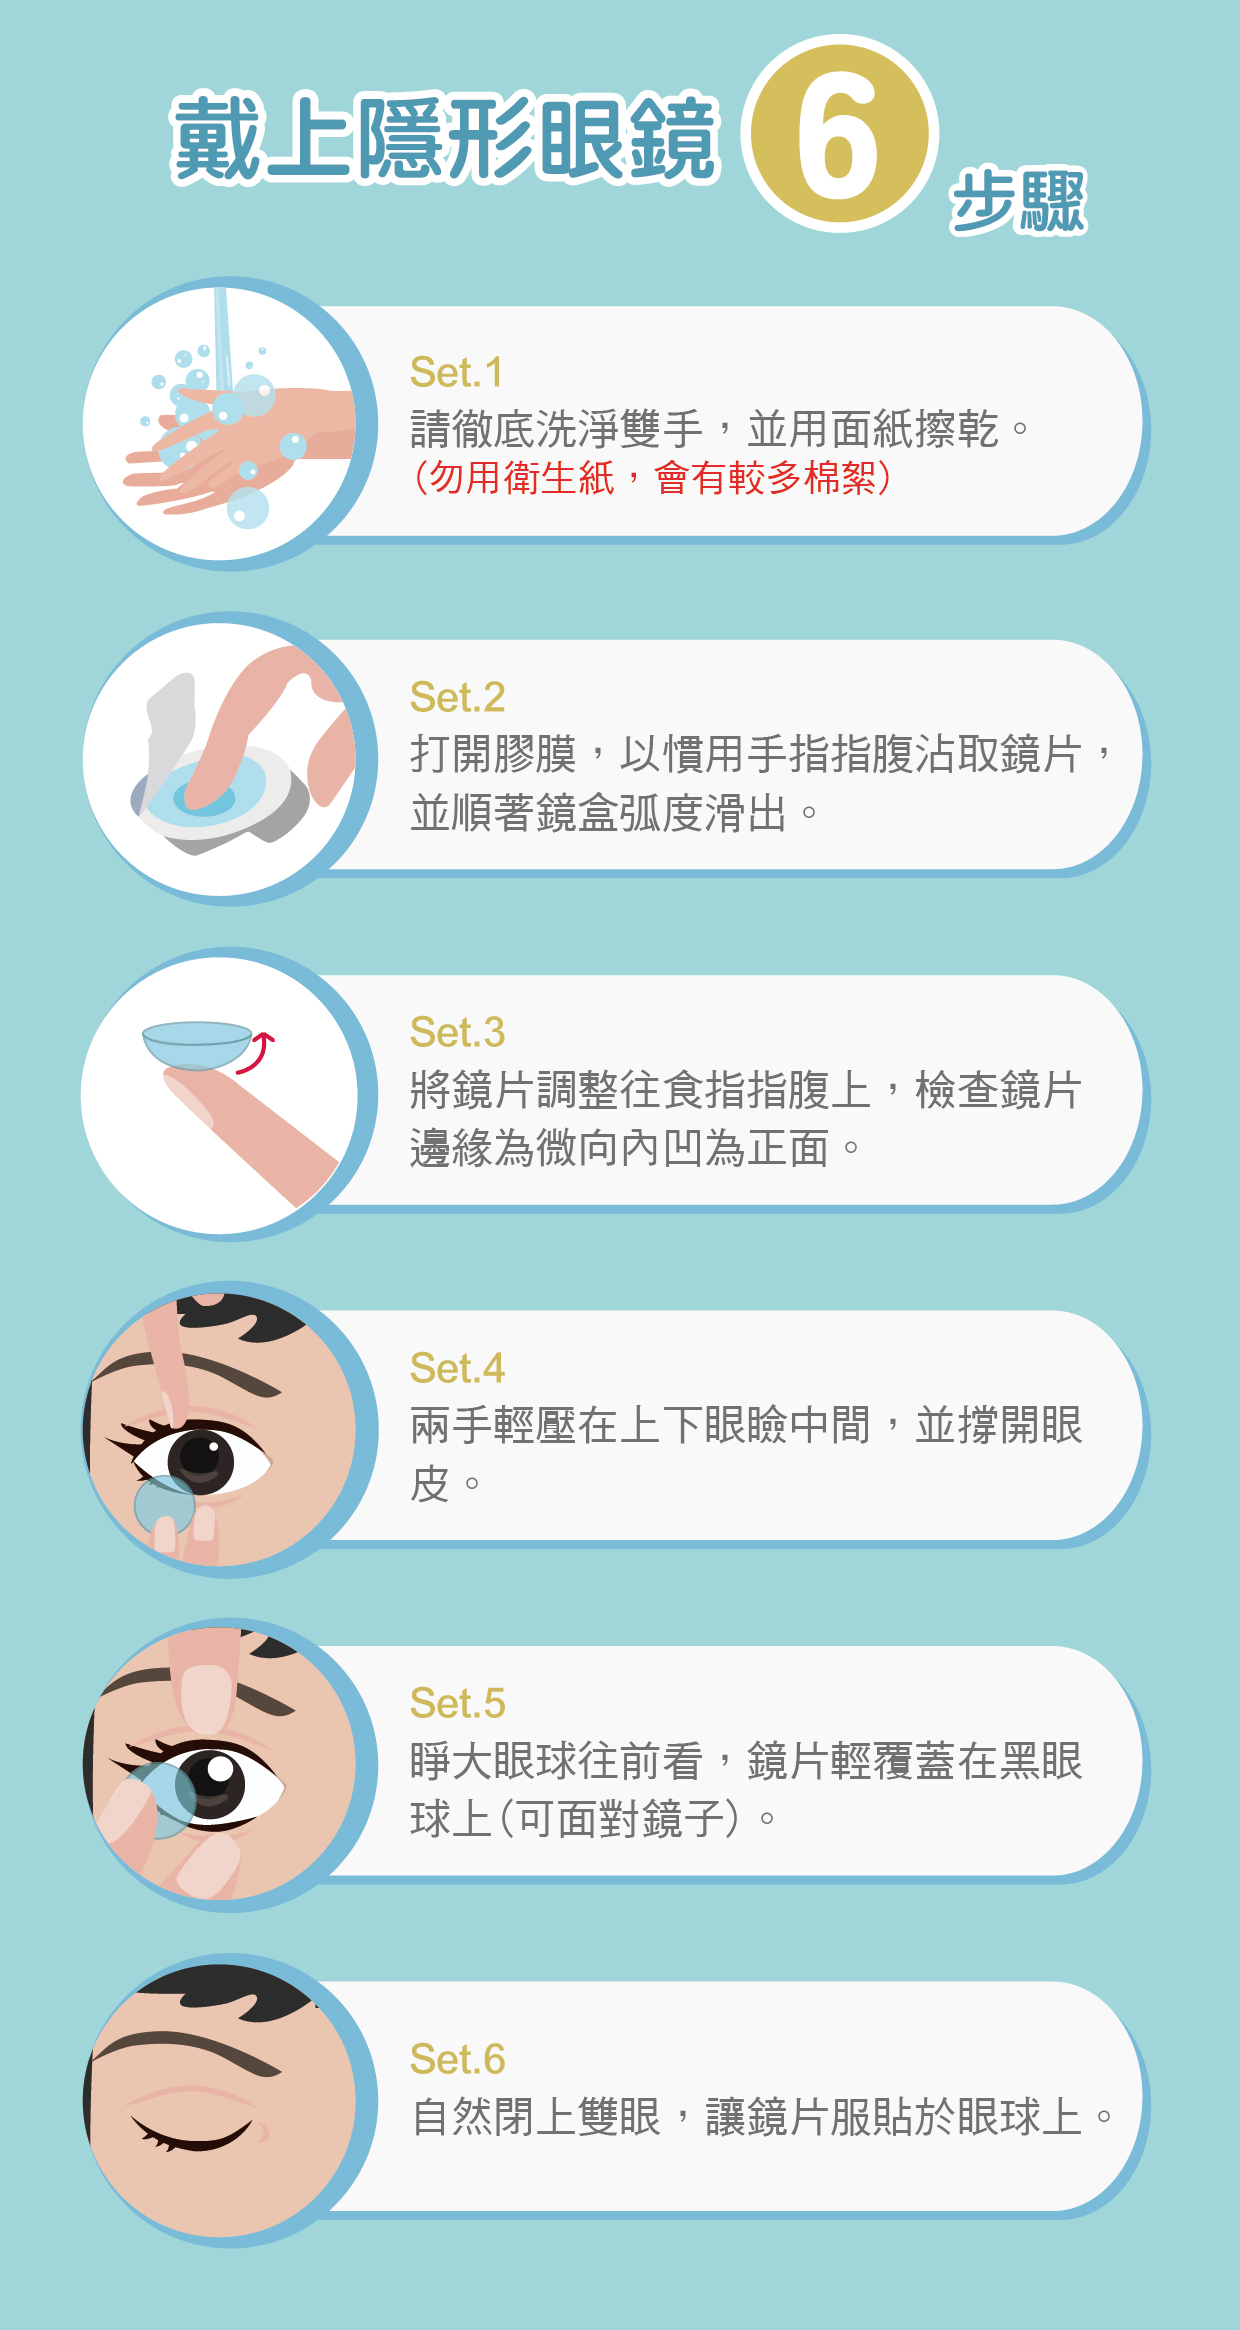 戴上隱形眼鏡6步驟
Set.1
請徹底洗淨雙手，並用面紙擦乾。
（勿用衛生紙，會有較多棉絮）
Set.2
打開膠膜，以慣用手指指腹沾取鏡片，
並順著鏡盒弧度滑出。
Set.3
將鏡片調整往食指指腹上，檢查鏡片
邊緣為微向內凹為正面。
Set.4
兩手輕壓在上下眼瞼中間，並撐開眼
皮。
Set.5
睜大眼球往前看，鏡片輕覆蓋在黑眼
球上（可面對鏡子）。
Set.6
自然閉上雙眼，讓鏡片服貼於眼球上。